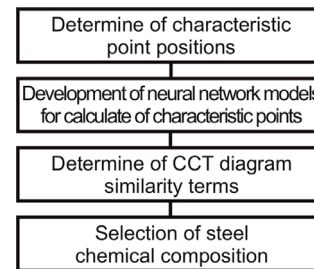 Determine of characteristic
point positions
Development of neural network models
for calculate of characteristic points
Determine of CCT diagram
similarity terms
Selection of steel
chemical composition